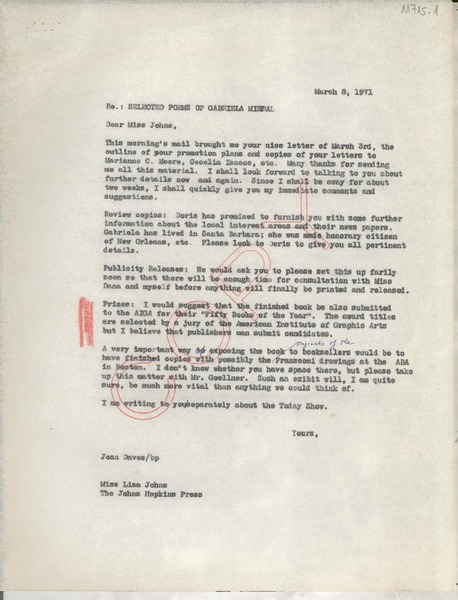 11715.1
March 8, 1971
Re.: SELECTED POEMS OF GABRIELA MISTRAL
Dear Miss Johns,
This morning's mail brought me your nice letter of March 3rd, the
outline of your promotion plans and copies of your letters to
Marianne C. Moore, Cecelia Isaacs, etc. Many thanks for sending
me all this material. I shall look forward to talking to you about
further details now and again. Since I shall be away for about
two weeks, I shall quickly give you my immediate comments and
suggestions.
Review copies: Doris has promised to furnish you with some further
information about the local interest areas and their news papers.
Gabriela has lived in Santa Barbara; she was made honorary citizen
of New Orleans, etc. Please look to Doris to give you all pertinent
details.
Publicity Releases: We would ask you to please set this up farily
soon so that there will be enough time for consultation with Miss
Dana and myself before anything will finally be printed and released.
Prizes: I would suggest that the finished book be also submitted
to the AIGA for their "Fifty Books of the Year". The award titles
are selected by a jury of the American Institute of Graphic Arts
but I believe that publishers can submit candidates.
originals of the
A very important way of exposing the book to booksellers would be to
have finished copies with possibly the Frasconi drawings at the ABA
in Boston. I don't know whether you have space there, but please take
up this matter with Mr. Goellner. Such an exhibit will, I am quite
sure, be much more vital than anything we could think of.
I am writing to you separately about the Today Show.
Yours,
Joan Daves/bp
Miss Lisa Johns
The Johns Hopkins Press
COPY